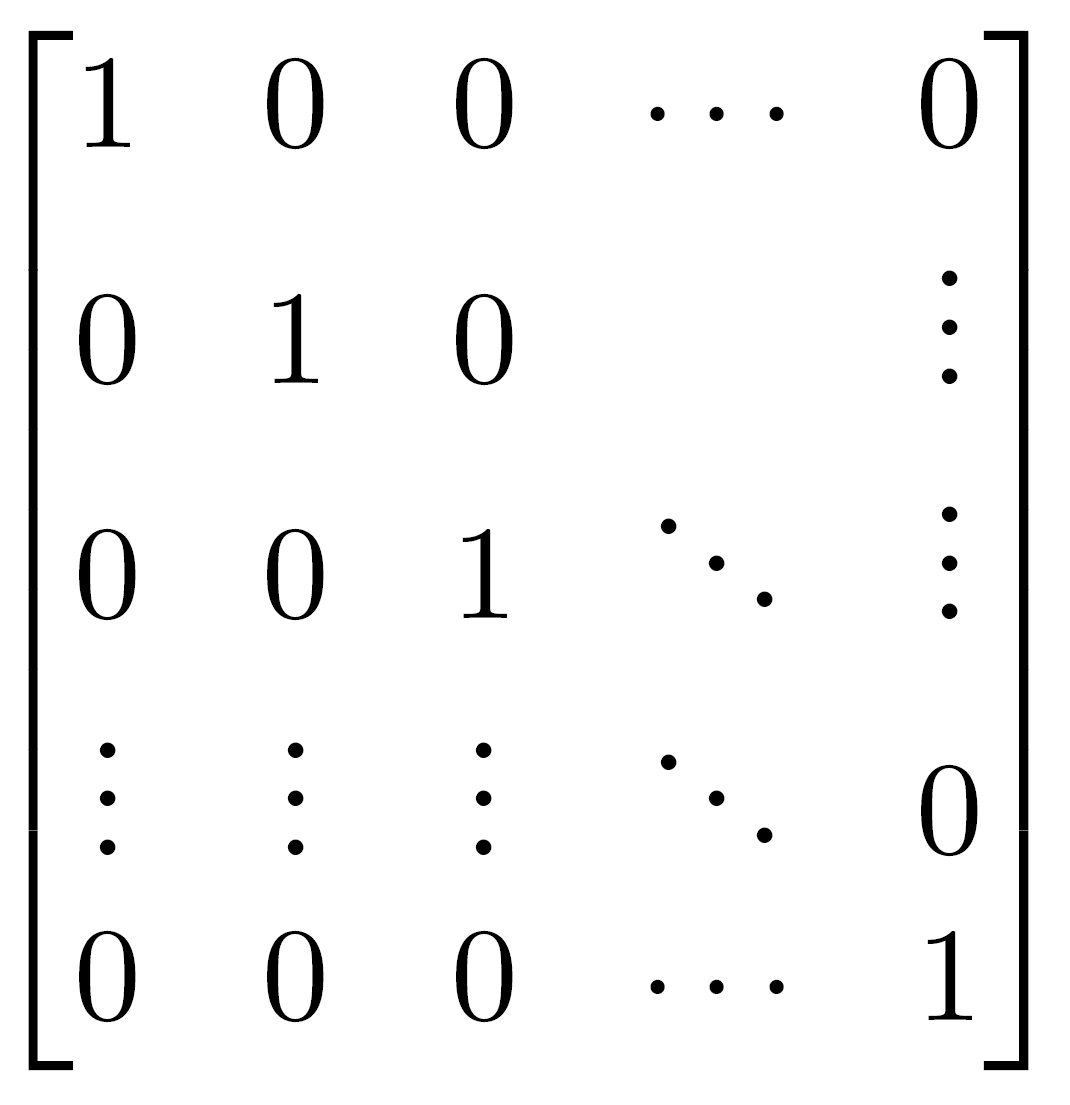 1 0 0 ⋯ 0
0 1 0 ⋮
0 0 1 ⋱ ⋮
⋮ ⋮ ⋮ ⋱ 0
0 0 0 ⋯ 1